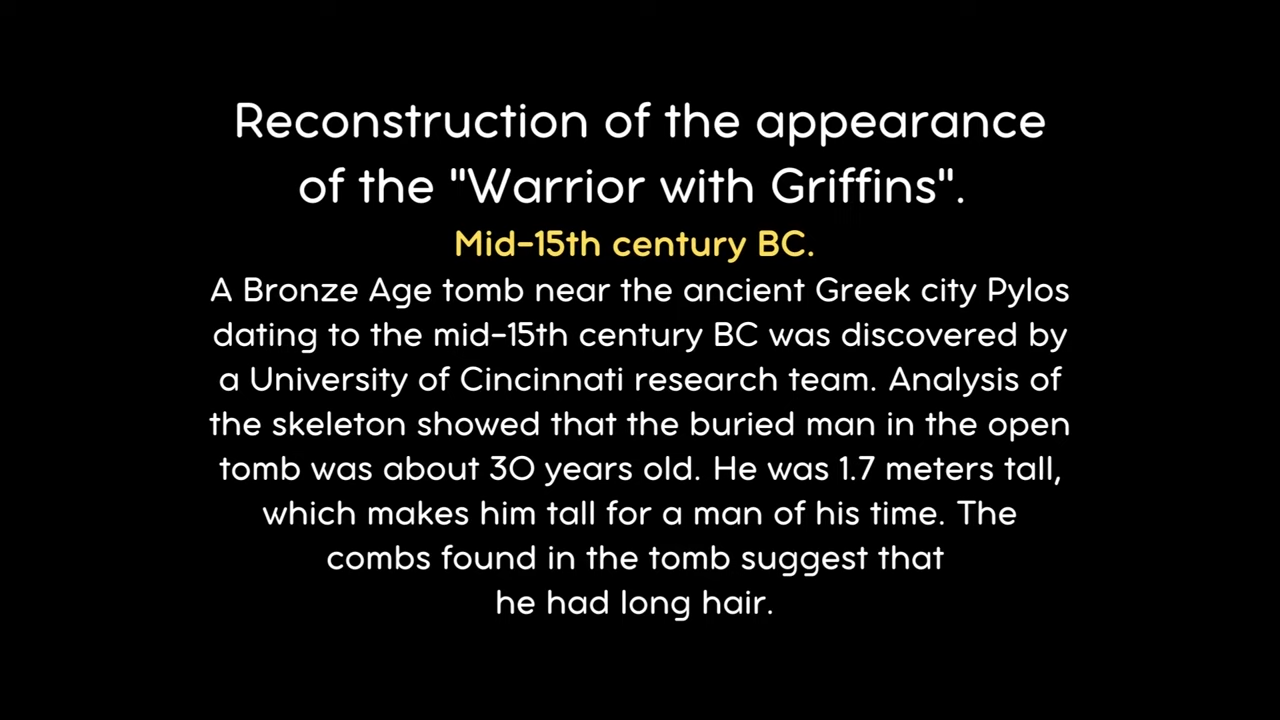 Reconstruction of the appearance
of the "Warrior with Griffins".
Mid-15th century BC.
A Bronze Age tomb near the ancient Greek city Pylos
dating to the mid-15th century BC was discovered by
a University of Cincinnati research team. Analysis of
the skeleton showed that the buried man in the open
tomb was about 30 years old. He was 1.7 meters tall,
which makes him tall for a man of his time. The
combs found in the tomb suggest that
he had long hair.